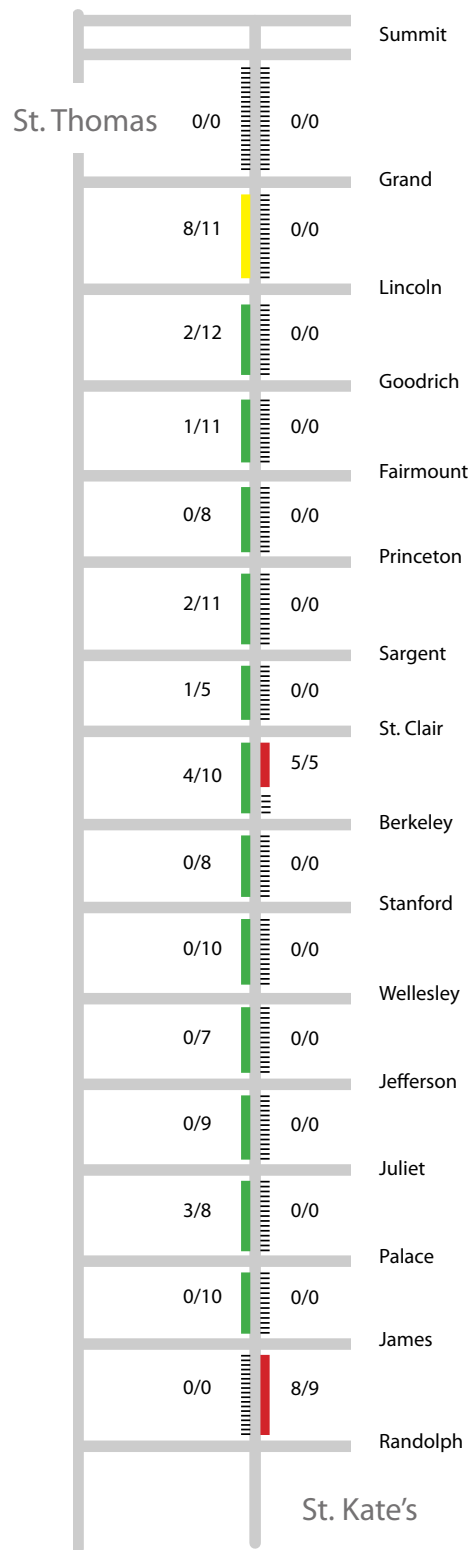 Summit
St. Thomas 0/0 0/0
Grand
8/11 0/0
Lincoln
2/12 0/0
Goodrich
1/11 0/0
Fairmount
0/8 0/0
Princeton
2/11 0/0
Sargent
1/5 0/0
St. Clair
4/10 5/5
Berkeley
0/8 0/0
Stanford
0/10 0/0
Wellesley
0/7 0/0
Jefferson
0/9 0/0
Juliet
3/8 0/0
Palace
0/10 0/0
James
0/0 8/9
Randolph
St. Kate's